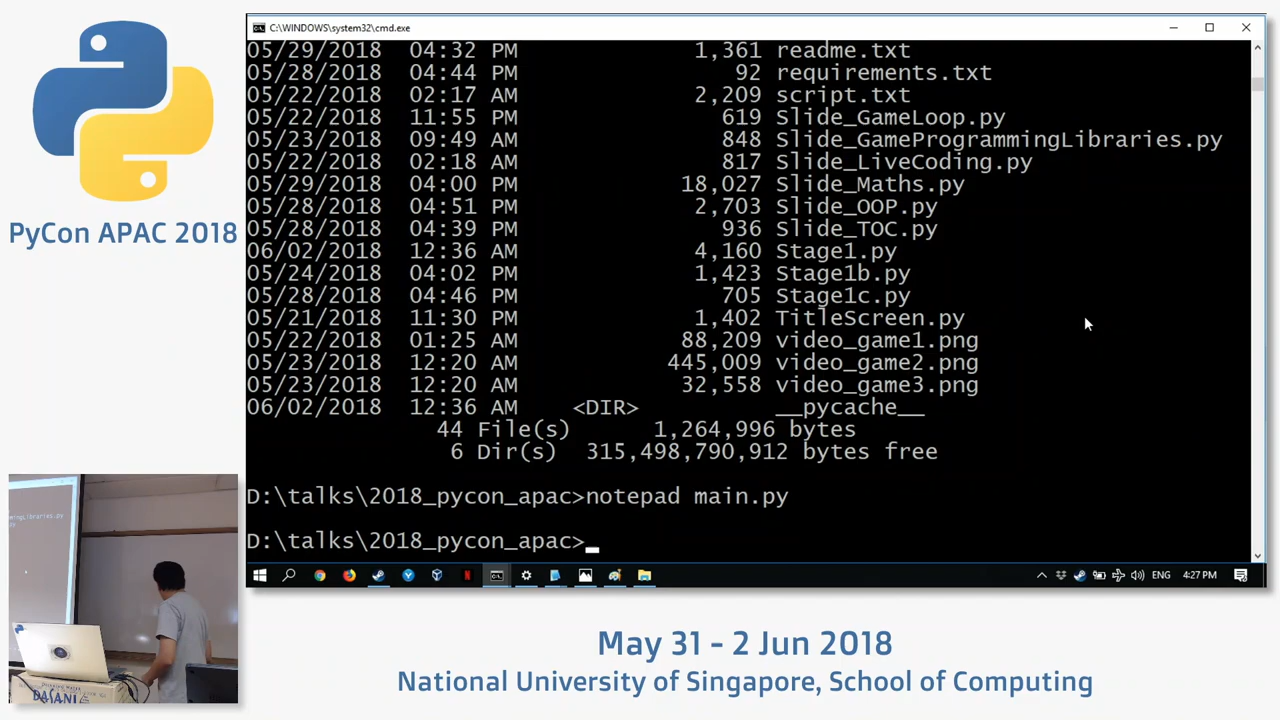 C:\WINDOWS\system32\cmd.exe
05/29/2018 04:32 PM 1,361 readme.txt
05/28/2018 04:44 PM 92 requirements.txt
05/22/2018 02:17 AM 2,209 script.txt
05/22/2018 11:55 PM 619 Slide_GameLoop.py
05/23/2018 09:49 AM 848 Slide_GameProgrammingLibraries.py
05/22/2018 02:18 AM 817 Slide_LiveCoding.py
05/29/2018 04:00 PM 18,027 Slide_Maths.py
05/28/2018 04:51 PM 2,703 Slide_OOP.py
05/28/2018 04:39 PM 936 Slide_TOC.py
06/02/2018 12:36 AM 4,160 Stage1.py
05/24/2018 04:02 PM 1,423 Stage1b.py
05/28/2018 04:46 PM 705 Stage1c.py
05/21/2018 11:30 PM 1,402 TitleScreen.py
05/22/2018 01:25 AM 88,209 video_game1.png
05/23/2018 12:20 AM 445,009 video_game2.png
05/23/2018 12:20 AM 32,558 video_game3.png
06/02/2018 12:36 AM <DIR> __pycache__
44 File(s) 1,264,996 bytes
6 Dir(s) 315,498,790,912 bytes free
D:\talks\2018_pycon_apac>notepad main.py
D:\talks\2018_pycon_apac>
ENG 4:27 PM
PyCon APAC 2018
DASANI
May 31 - 2 Jun 2018
National University of Singapore, School of Computing